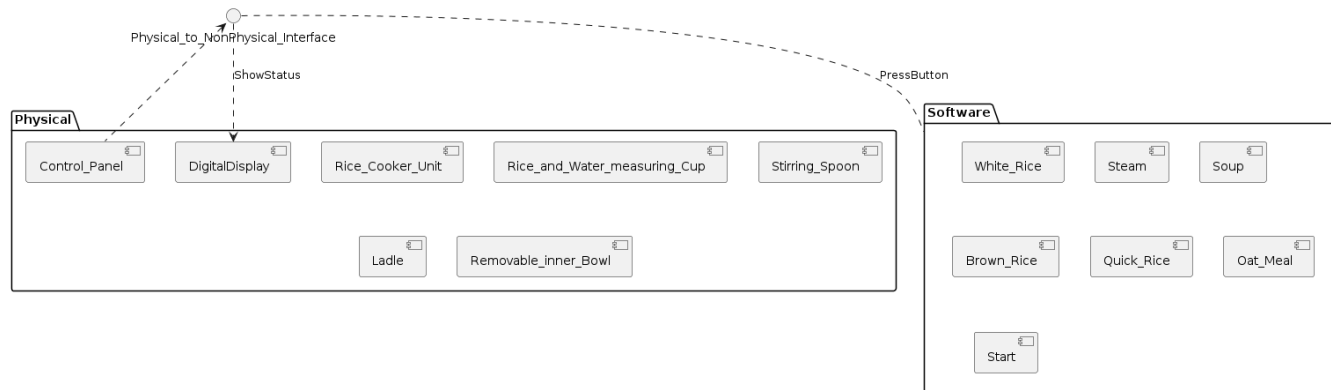 Physical_to_NonPhysical_Interface
ShowStatus
PressButton
Physical
Control_Panel
DigitalDisplay
Rice_Cooker_Unit
Rice_and_Water_measuring_Cup
Stirring_Spoon
Ladle
Removable_inner_Bowl
Software
White_Rice
Steam
Soup
Brown_Rice
Quick_Rice
Oat_Meal
Start